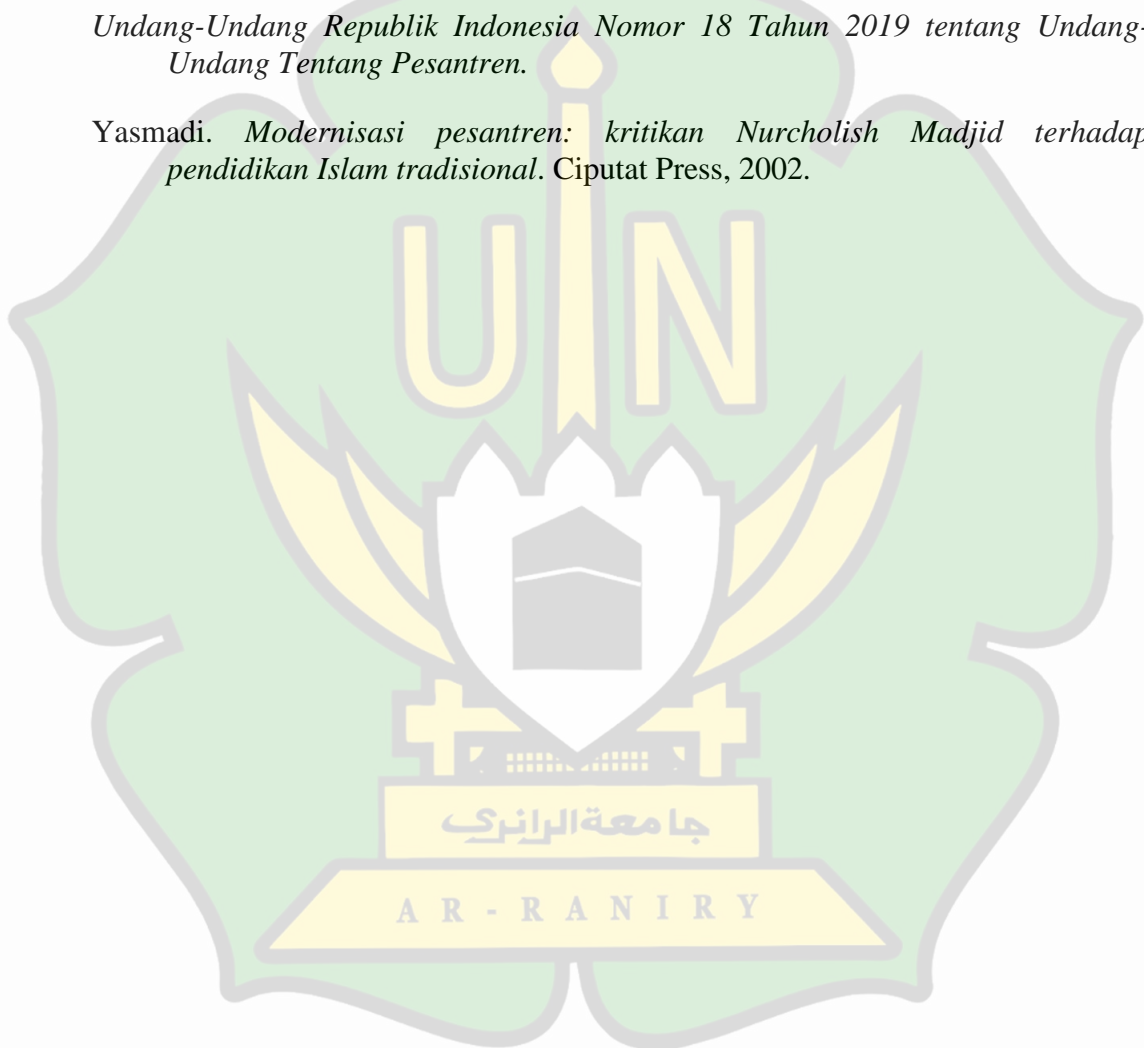 Undang-Undang Republik Indonesia Nomor 18 Tahun 2019 tentang Undang-
Undang Tentang Pesantren.
Yasmadi. Modernisasi pesantren: kritikan Nurcholish Madjid terhadap
pendidikan Islam tradisional. Ciputat Press, 2002.
UIN
جامعةالرانري
AR-RANIRY